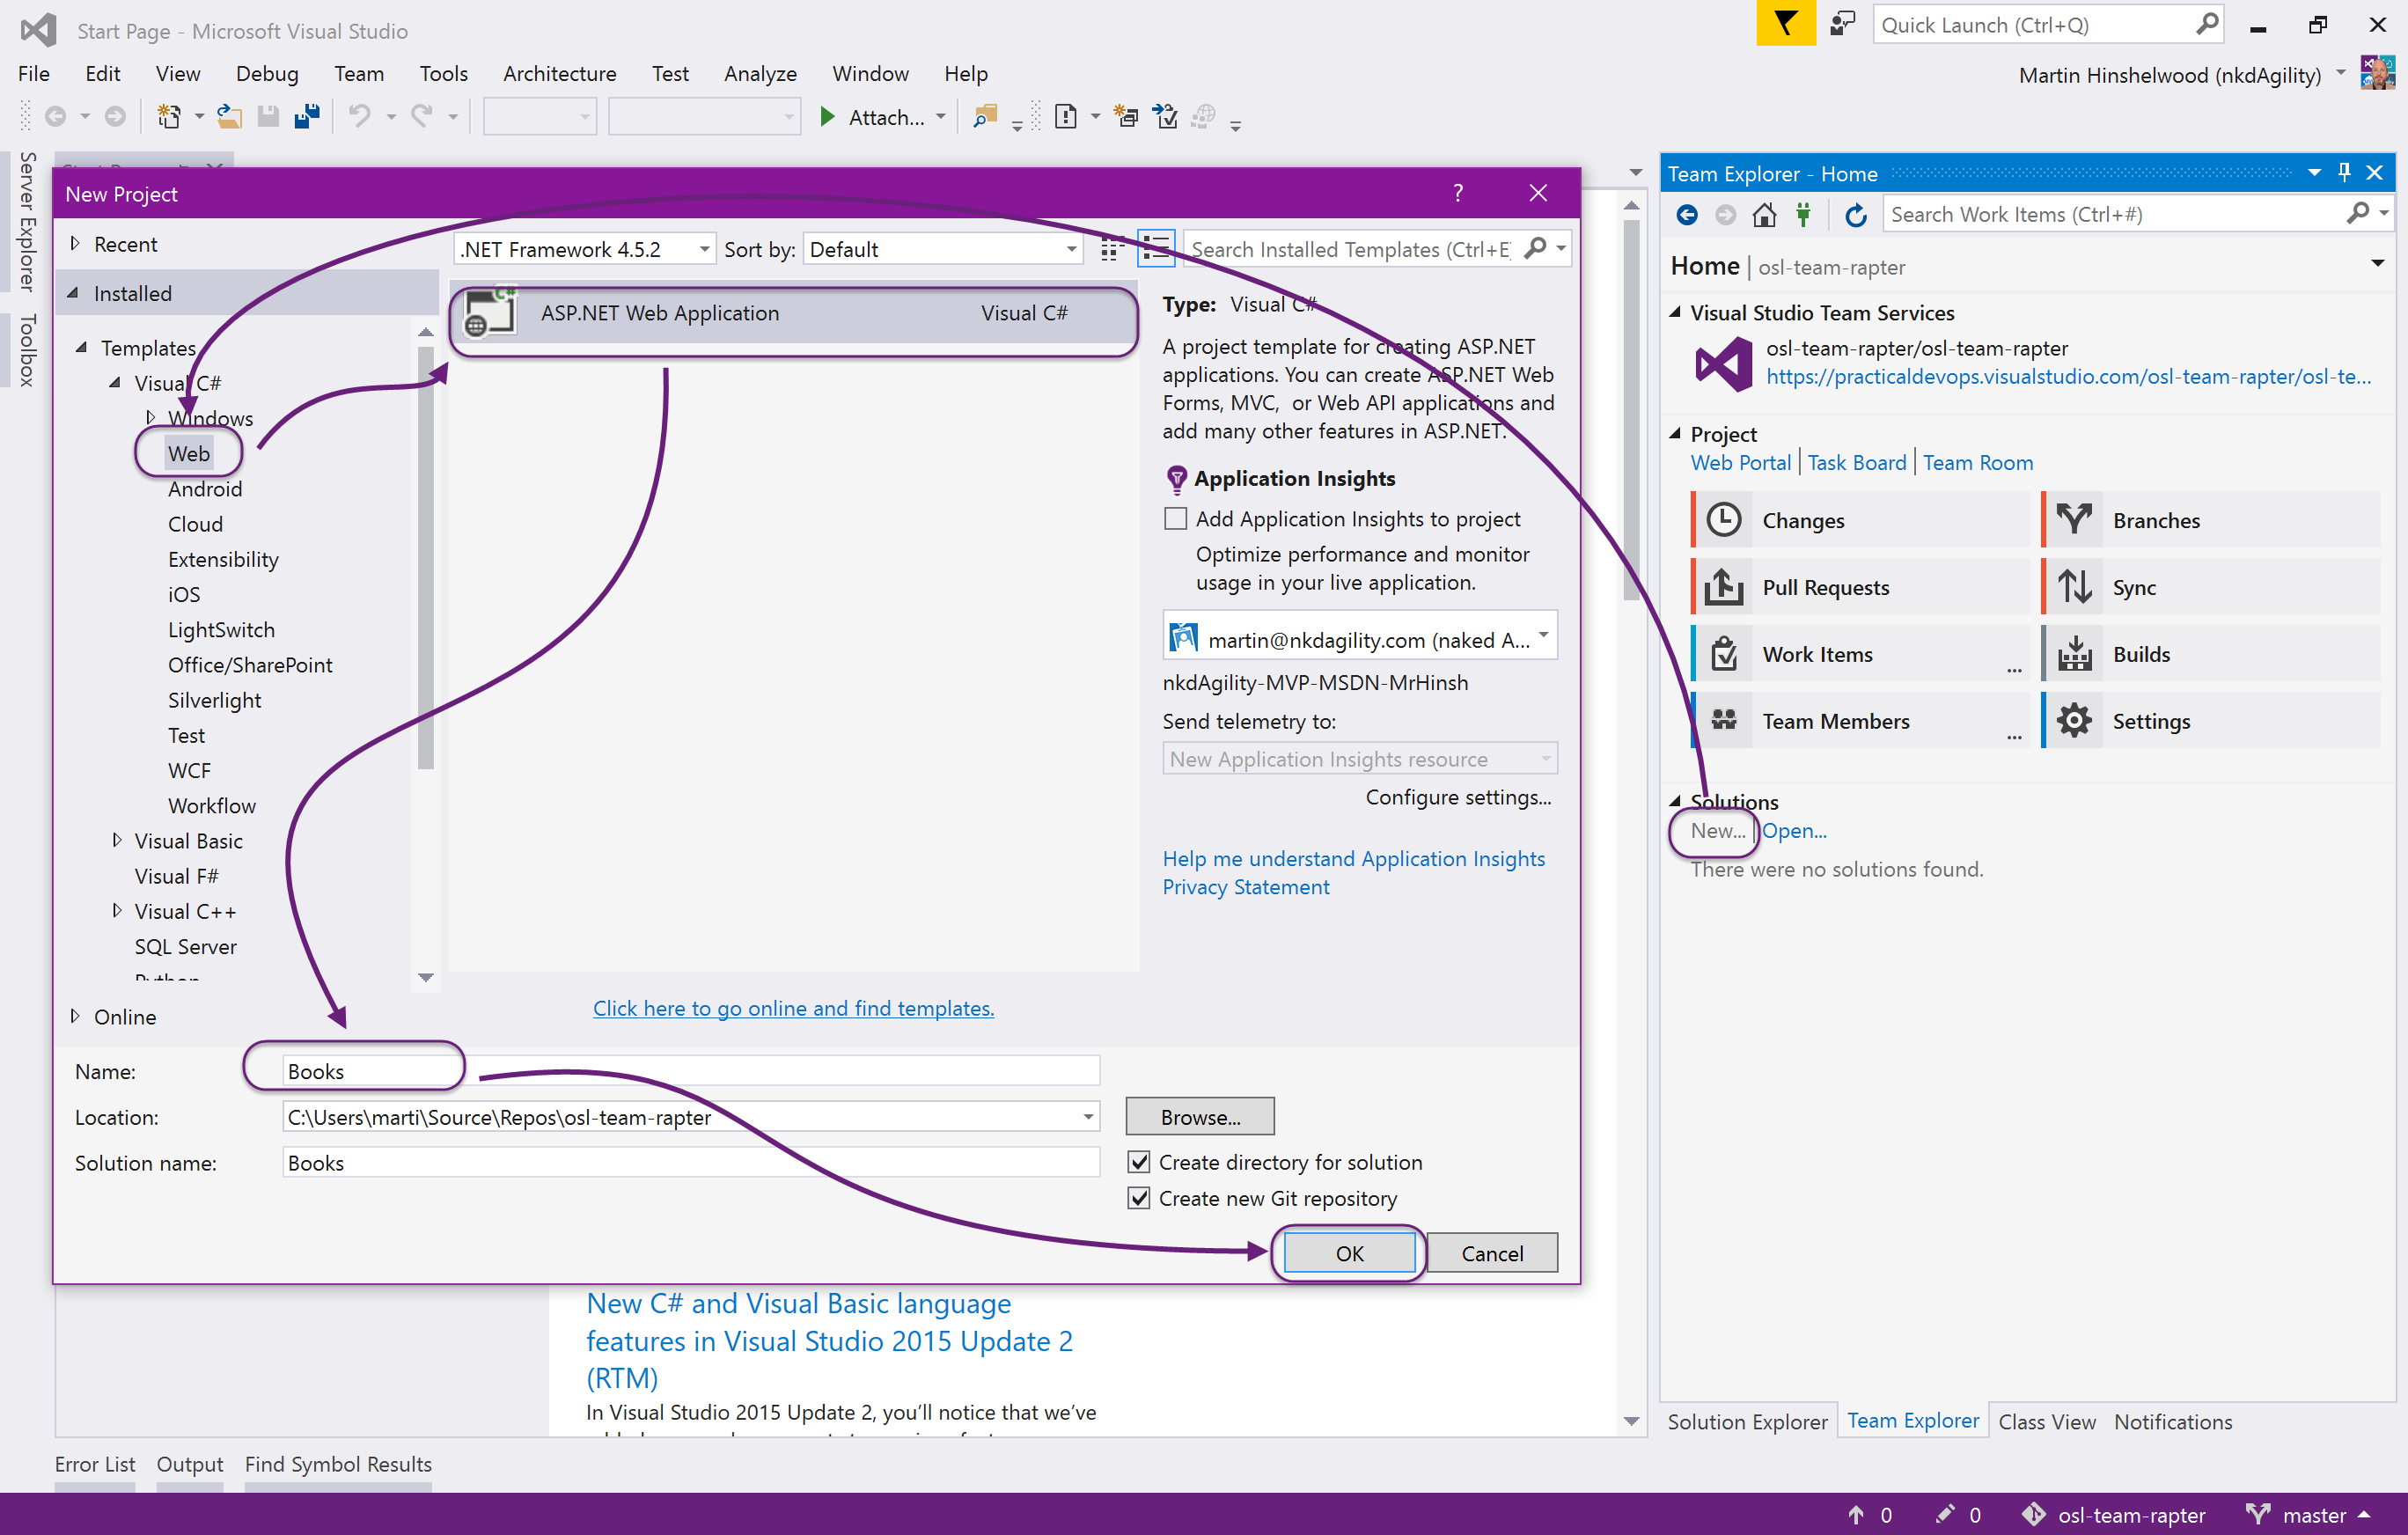 Start Page - Microsoft Visual Studio
Quick Launch (Ctrl+Q)
File Edit View Debug Team Tools Architecture Test Analyze Window Help
Martin Hinshelwood (nkdAgility)
Attach...
Server Explorer
Toolbox
New Project
?
Recent
.NET Framework 4.5.2
Sort by:
Default
Search Installed Templates (Ctrl+E
Installed
Templates
Visual C#
Windows
Web
Android
Cloud
Extensibility
iOS
LightSwitch
Office/SharePoint
Silverlight
Test
WCF
Workflow
Visual Basic
Visual F#
Visual C++
SQL Server
Python
Online
C#
ASP.NET Web Application
Visual C#
Type: Visual C#
A project template for creating ASP.NET
applications. You can create ASP.NET Web
Forms, MVC, or Web API applications and
add many other features in ASP.NET.
Application Insights
Add Application Insights to project
Optimize performance and monitor
usage in your live application.
martin@nkdagility.com (naked A...
nkdAgility-MVP-MSDN-MrHinsh
Send telemetry to:
New Application Insights resource
Configure settings...
Help me understand Application Insights
Privacy Statement
Click here to go online and find templates.
Name: Books
Location: C:\Users\marti\Source\Repos\osl-team-rapter
Browse...
Solution name: Books
Create directory for solution
Create new Git repository
OK
Cancel
New C# and Visual Basic language
features in Visual Studio 2015 Update 2
(RTM)
In Visual Studio 2015 Update 2, you'll notice that we've
Team Explorer - Home
Search Work Items (Ctrl+#)
Home | osl-team-rapter
Visual Studio Team Services
osl-team-rapter/osl-team-rapter
https://practicaldevops.visualstudio.com/osl-team-rapter/osl-te...
Project
Web Portal | Task Board | Team Room
Changes
Branches
Pull Requests
Sync
Work Items
...
Builds
Team Members
...
Settings
Solutions
New... | Open...
There were no solutions found.
Solution Explorer Team Explorer Class View Notifications
Error List Output Find Symbol Results
0 0 osl-team-rapter master